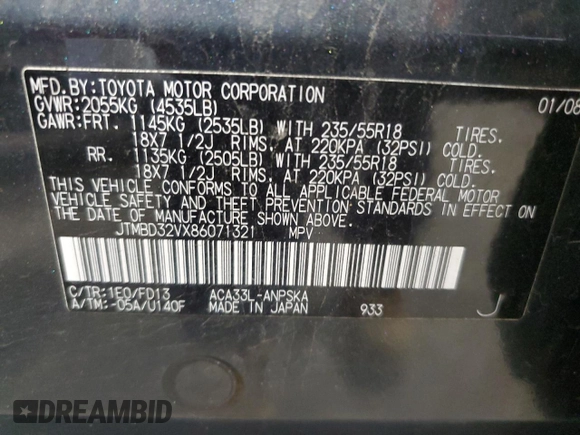 MFD.BY:TOYOTA MOTOR CORPORATION 01/08
GVWR:2055KG (4535LB)
GAWR:FRT. 1145KG (2535LB) WITH 235/55R18 TIRES.
18X7 1/2J RIMS. AT 220KPA (32PSI) COLD.
RR. 1135KG (2505LB) WITH 235/55R18 TIRES.
18X7 1/2J RIMS. AT 220KPA (32PSI) COLD.
THIS VEHICLE CONFORMS TO ALL APPLICABLE FEDERAL MOTOR
VEHICLE SAFETY AND THEFT PREVENTION STANDARDS IN EFFECT ON
THE DATE OF MANUFACTURE SHOWN ABOVE.
JTMBD32VX86071321 MPV
C/TR:1E0/FD13 ACA33L-ANPSKA
A/TM:-05A/U140F MADE IN JAPAN 933 J
DREAMBID